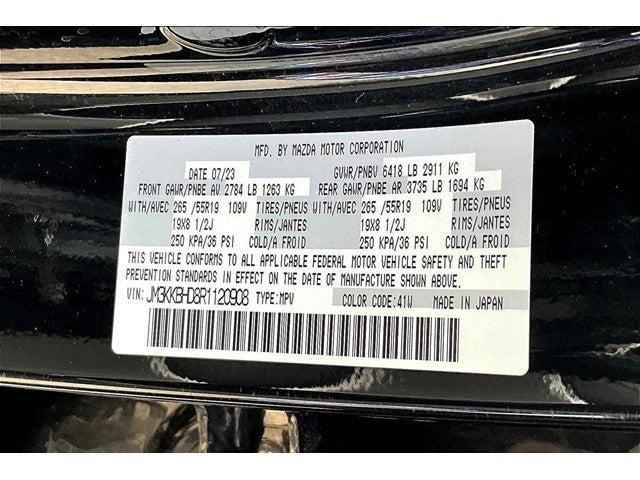 MFD. BY MAZDA MOTOR CORPORATION
DATE 07/23 GVWR/PNBV 6418 LB 2911 KG
FRONT GAWR/PNBE AV 2784 LB 1263 KG REAR GAWR/PNBE AR 3735 LB 1694 KG
WITH/AVEC 265 /55R19 109V TIRES/PNEUS WITH/AVEC 265 /55R19 109V TIRES/PNEUS
19X8 1/2J RIMS/JANTES 19X8 1/2J RIMS/JANTES
250 KPA/36 PSI COLD/A FROID 250 KPA/36 PSI COLD/A FROID
THIS VEHICLE CONFORMS TO ALL APPLICABLE FEDERAL MOTOR VEHICLE SAFETY AND THEFT
PREVENTION STANDARDS IN EFFECT ON THE DATE OF MANUFACTURE SHOWN ABOVE.
VIN: JM3KKBHD8R1120908 TYPE:MPV COLOR CODE:41W MADE IN JAPAN